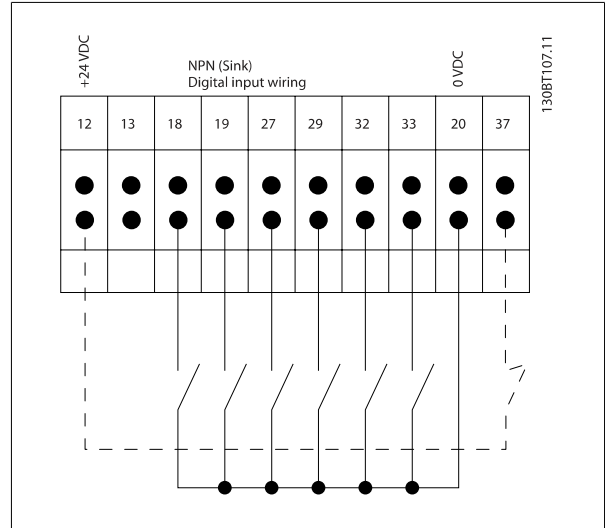 +24 VDC
NPN (Sink)
Digital input wiring
0 VDC
130BT107.11
12 13 18 19 27 29 32 33 20 37